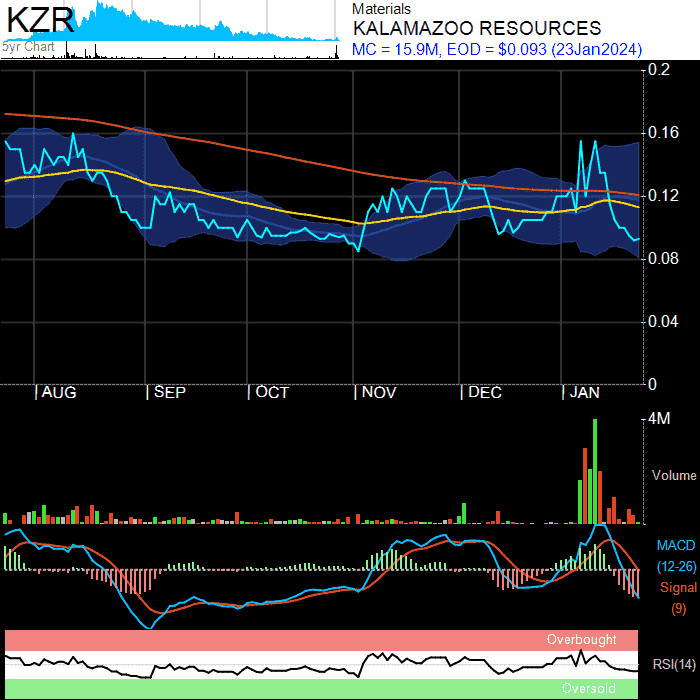 KZR
5yr Chart
Materials
KALAMAZOO RESOURCES
MC = 15.9M, EOD = $0.093 (23Jan2024)
0.2
0.16
0.12
0.08
0.04
0
AUG SEP OCT NOV DEC JAN
4M
Volume
MACD
(12-26)
Signal
(9)
Overbought
RSI(14)
Oversold